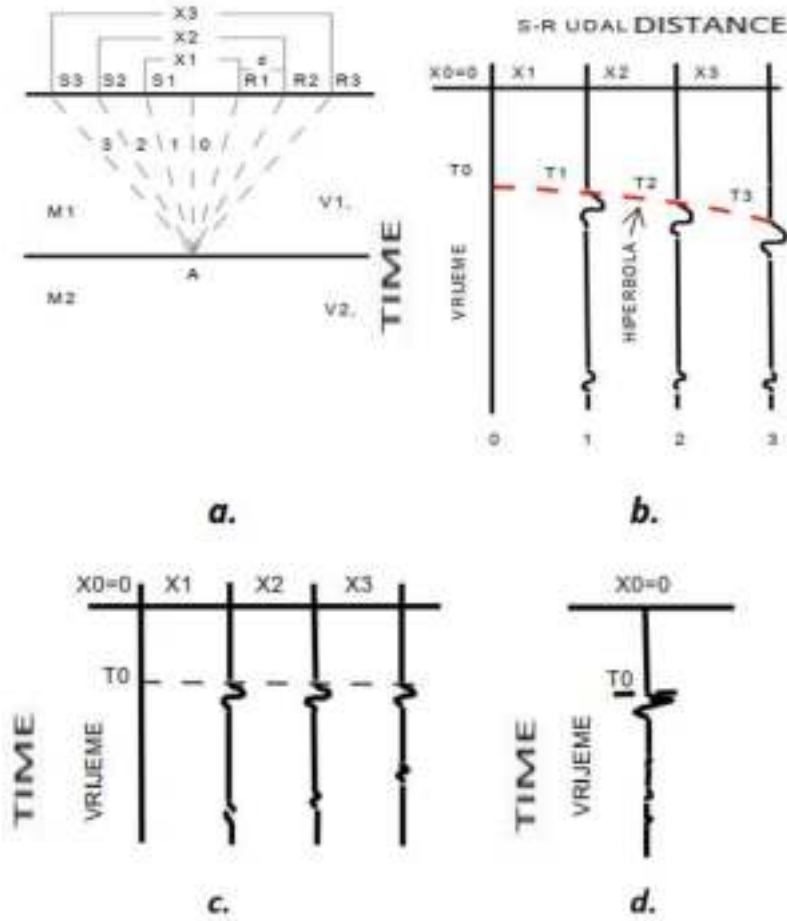 X3
X2
X1
S3 S2 S1 R1 R2 R3
3 2 1 0
M1 V1,
A
M2 V2,
S-R UDAL DISTANCE
X0=0 X1 X2 X3
T0 T1 T2 T3
TIME
VRIJEME
HIPERBOLA
0 1 2 3
a.
b.
X0=0 X1 X2 X3
T0
TIME
VRIJEME
c.
X0=0
T0
TIME
VRIJEME
d.